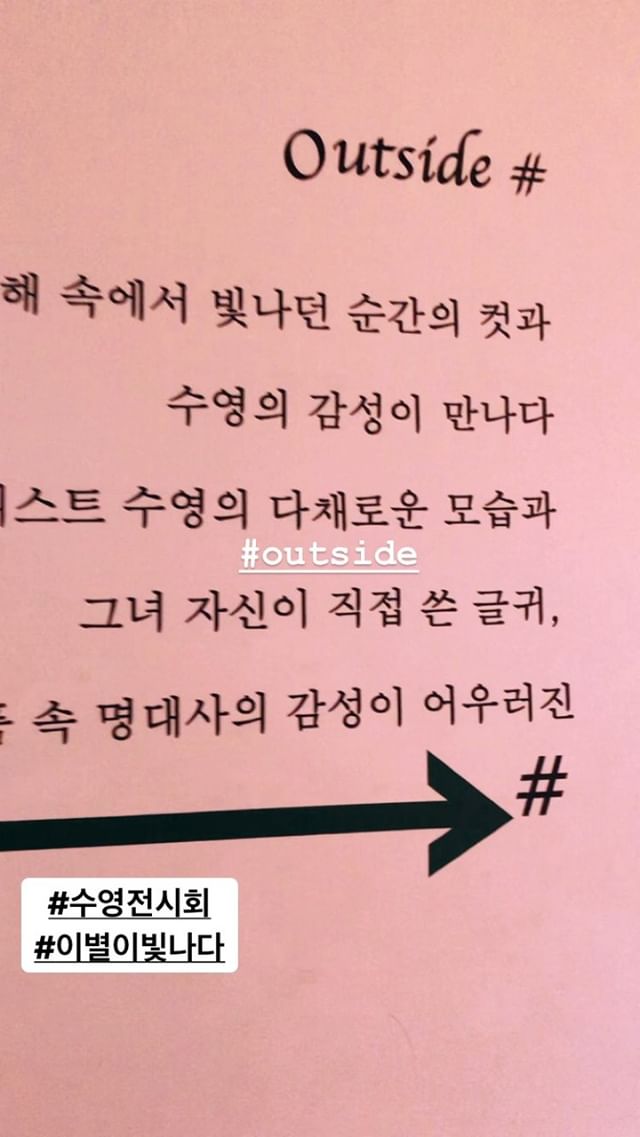 Outside #
해 속에서 빛나던 순간의 컷과
수영의 감성이 만나다
스트 수영의 다채로운 모습과
#outside
그녀 자신이 직접 쓴 글귀,
속 명대사의 감성이 어우러진
#
#수영전시회
#이별이빛나다